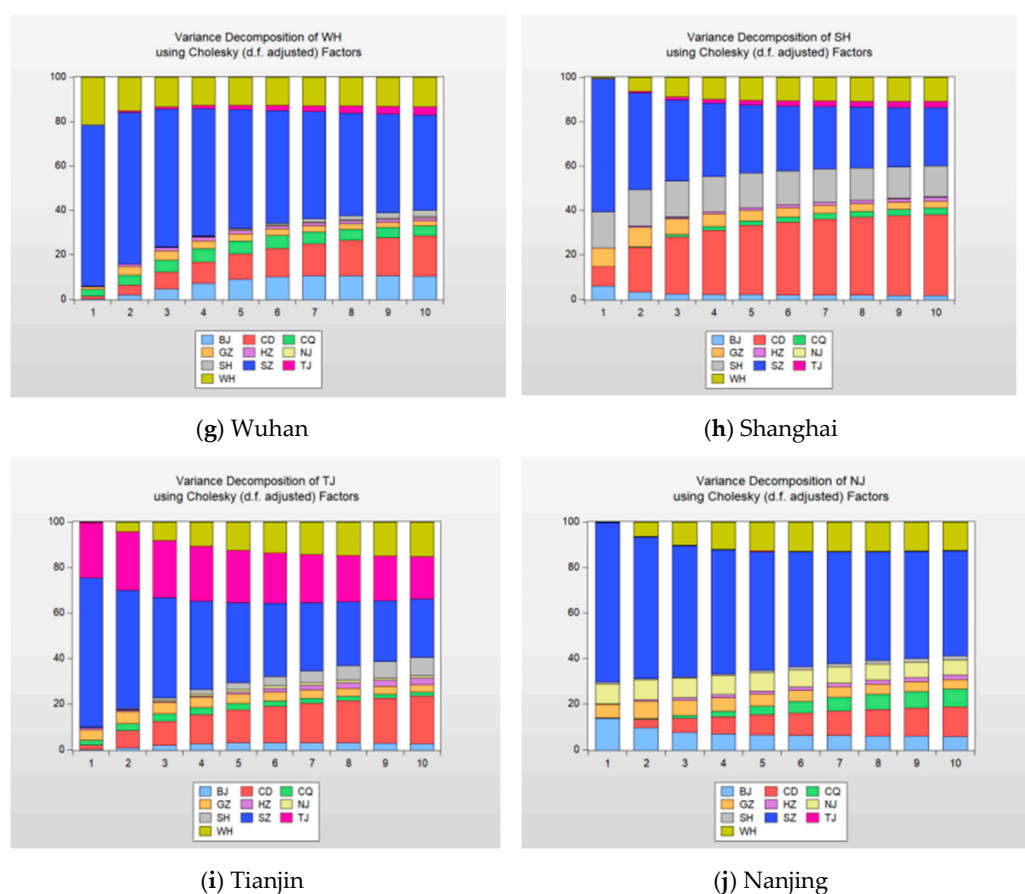 Variance Decomposition of WH
using Cholesky (d.f. adjusted) Factors
100
80
60
40
20
0
1 2 3 4 5 6 7 8 9 10
BJ CD CQ
GZ HZ NJ
SH SZ TJ
WH
(g) Wuhan
Variance Decomposition of SH
using Cholesky (d.f. adjusted) Factors
100
80
60
40
20
0
1 2 3 4 5 6 7 8 9 10
BJ CD CQ
GZ HZ NJ
SH SZ TJ
WH
(h) Shanghai
Variance Decomposition of TJ
using Cholesky (d.f. adjusted) Factors
100
80
60
40
20
0
1 2 3 4 5 6 7 8 9 10
BJ CD CQ
GZ HZ NJ
SH SZ TJ
WH
(i) Tianjin
Variance Decomposition of NJ
using Cholesky (d.f. adjusted) Factors
100
80
60
40
20
0
1 2 3 4 5 6 7 8 9 10
BJ CD CQ
GZ HZ NJ
SH SZ TJ
WH
(j) Nanjing